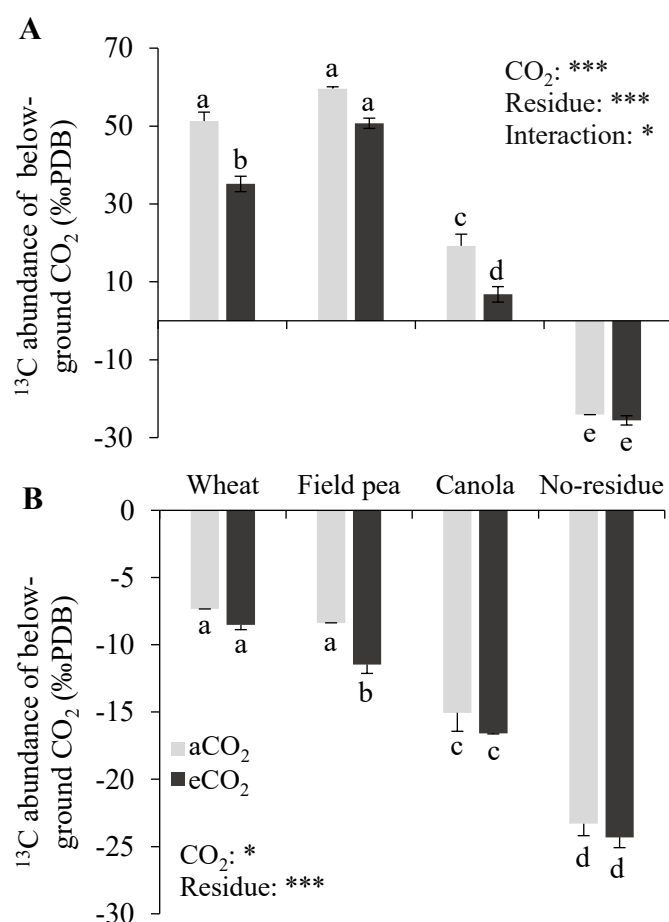 A
70
50
30
10
-10
-30
¹³C abundance of below-
ground CO₂ (‰PDB)
a
b
a
a
c
d
e
e
CO₂: ***
Residue: ***
Interaction: *
Wheat
Field pea
Canola
No-residue
B
0
-5
-10
-15
-20
-25
-30
¹³C abundance of below-
ground CO₂ (‰PDB)
a
a
a
b
c
c
d
d
aCO₂
eCO₂
CO₂: *
Residue: ***